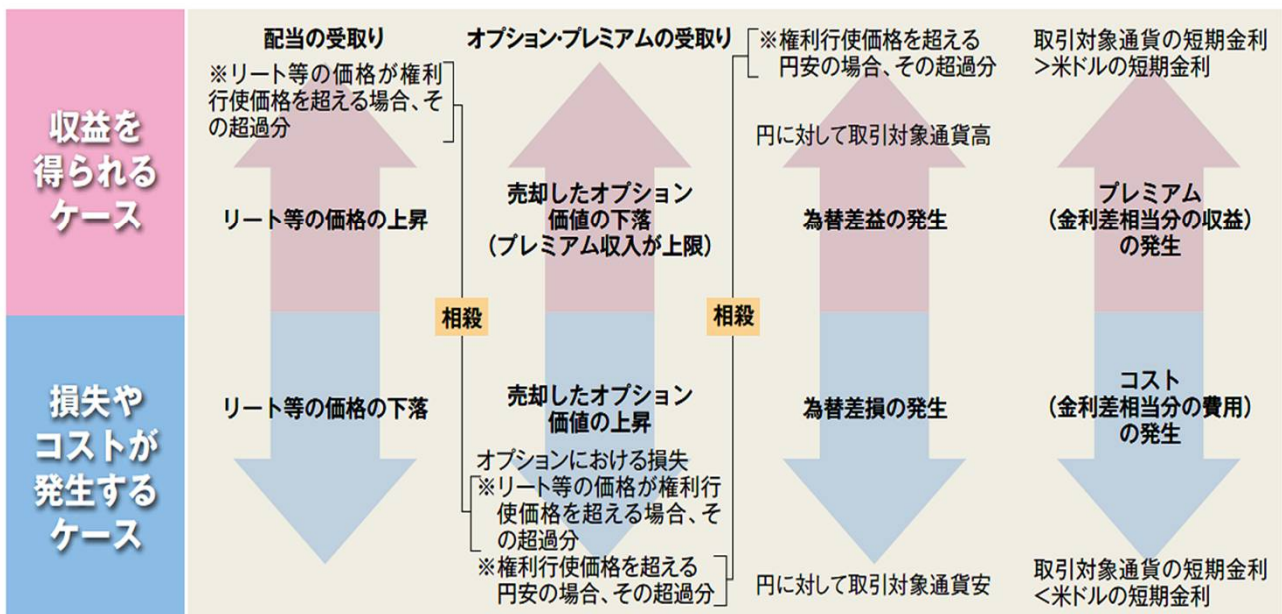 収益を
得られる
ケース
配当の受取り
※リート等の価格が権利
行使価格を超える場合、そ
の超過分
リート等の価格の上昇
オプション・プレミアムの受取り
売却したオプション
価値の下落
(プレミアム収入が上限)
※権利行使価格を超える
円安の場合、その超過分
円に対して取引対象通貨高
為替差益の発生
取引対象通貨の短期金利
>米ドルの短期金利
プレミアム
(金利差相当分の収益)
の発生
相殺
相殺
損失や
コストが
発生する
ケース
リート等の価格の下落
売却したオプション
価値の上昇
オプションにおける損失
※リート等の価格が権利行
使価格を超える場合、そ
の超過分
※権利行使価格を超える
円安の場合、その超過分
為替差損の発生
円に対して取引対象通貨安
コスト
(金利差相当分の費用)
の発生
取引対象通貨の短期金利
<米ドルの短期金利